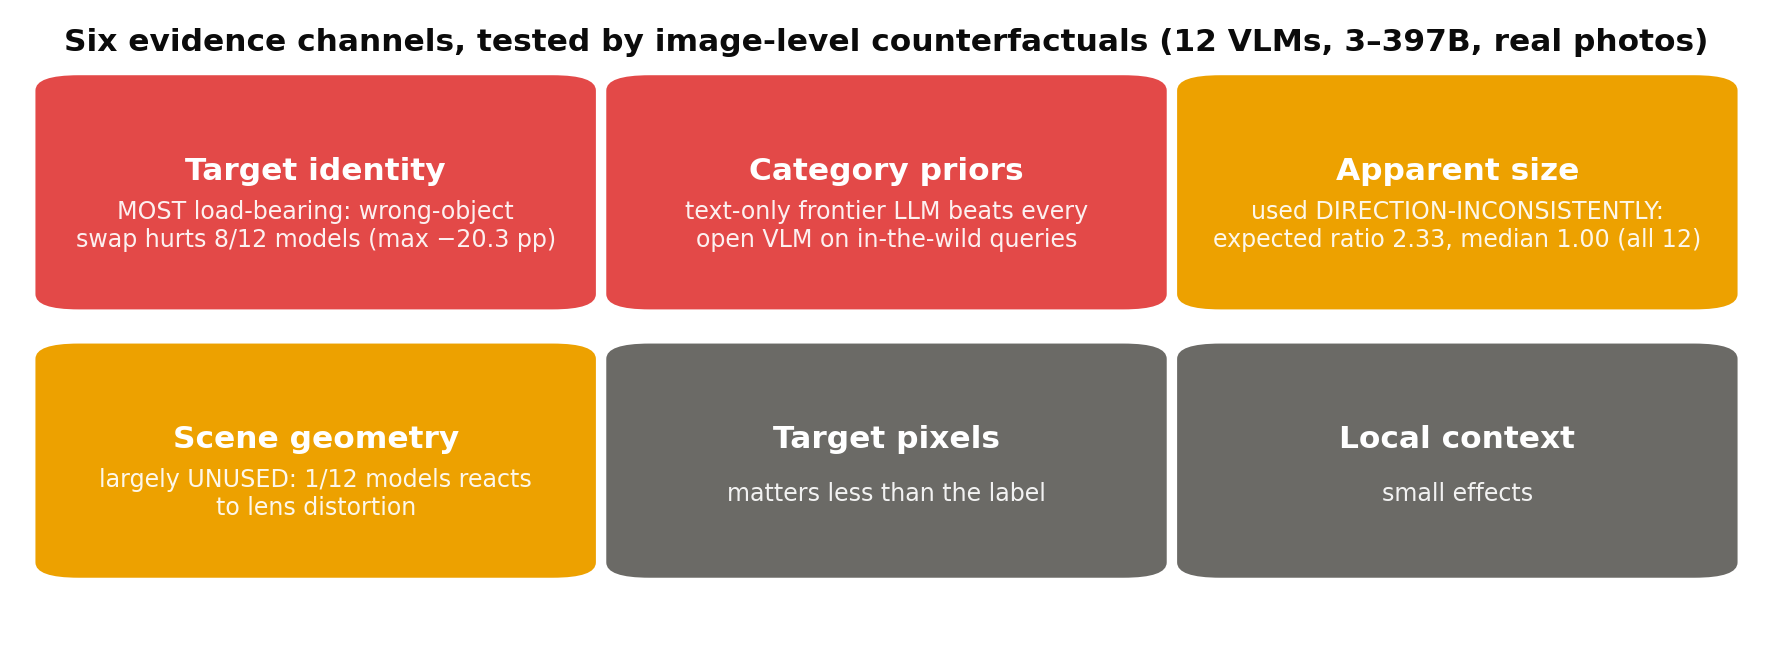 Six evidence channels, tested by image-level counterfactuals (12 VLMs, 3–397B, real photos)
Target identity
MOST load-bearing: wrong-object
swap hurts 8/12 models (max −20.3 pp)
Category priors
text-only frontier LLM beats every
open VLM on in-the-wild queries
Apparent size
used DIRECTION-INCONSISTENTLY:
expected ratio 2.33, median 1.00 (all 12)
Scene geometry
largely UNUSED: 1/12 models reacts
to lens distortion
Target pixels
matters less than the label
Local context
small effects